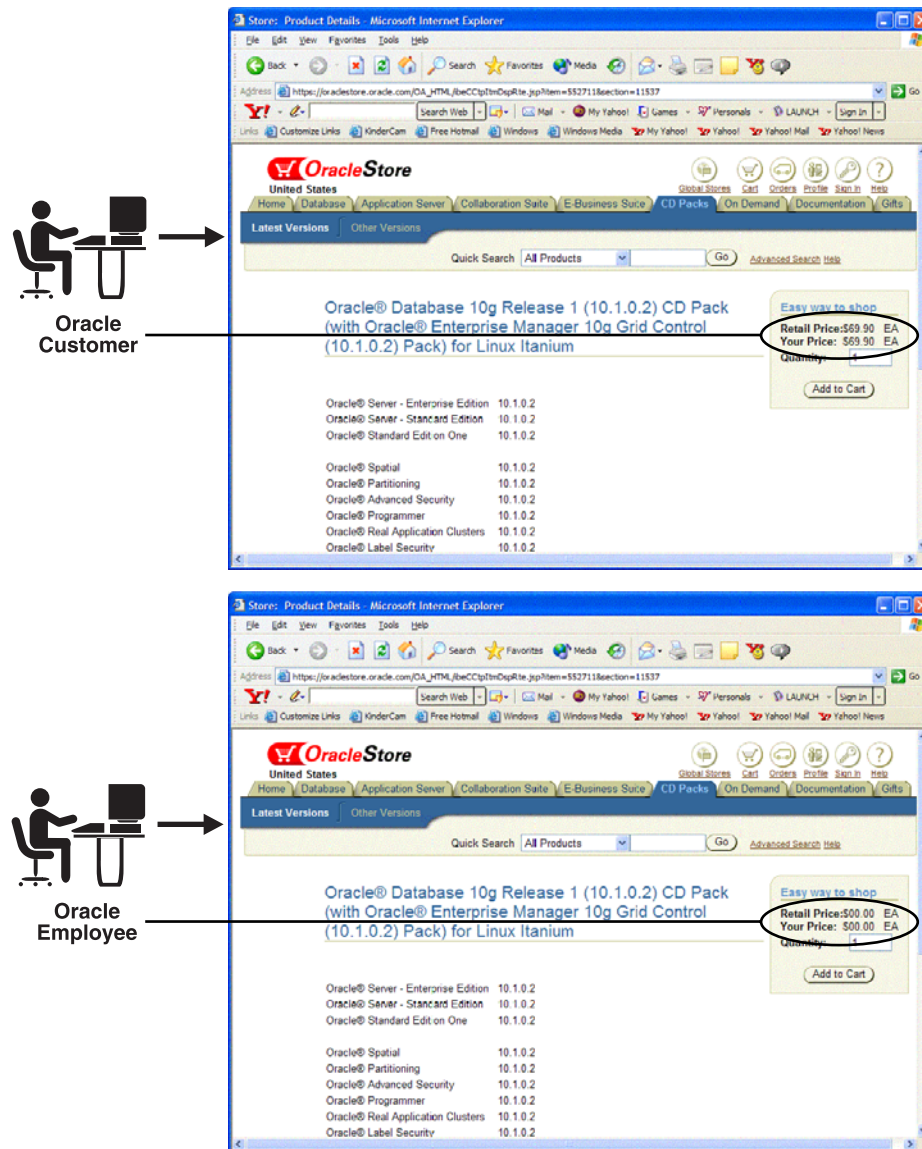 Store: Product Details - Microsoft Internet Explorer
File Edit View Favorites Tools Help
Back Search Favorites Media
Address https://oraclestore.oracle.com/OA_HTML/ibeCCtpItmDspRte.jsp?item=552711&section=11537 Go
Y! Search Web Mail My Yahoo! Games Personals LAUNCH Sign In
Links Customize Links KinderCam Free Hotmail Windows Windows Media My Yahoo! Yahoo! Yahoo! Mail Yahoo! News
OracleStore
United States
Global Stores Cart Orders Profile Sign In Help
Home Database Application Server Collaboration Suite E-Business Suite CD Packs On Demand Documentation Gifts
Latest Versions Other Versions
Quick Search All Products Go Advanced Search Help
Oracle Customer
Oracle® Database 10g Release 1 (10.1.0.2) CD Pack
(with Oracle® Enterprise Manager 10g Grid Control
(10.1.0.2) Pack) for Linux Itanium
Easy way to shop
Retail Price:$69.90 EA
Your Price: $69.90 EA
Quantity: 1
Add to Cart
Oracle® Server - Enterprise Edition 10.1.0.2
Oracle® Server - Standard Edition 10.1.0.2
Oracle® Standard Edition One 10.1.0.2
Oracle® Spatial 10.1.0.2
Oracle® Partitioning 10.1.0.2
Oracle® Advanced Security 10.1.0.2
Oracle® Programmer 10.1.0.2
Oracle® Real Application Clusters 10.1.0.2
Oracle® Label Security 10.1.0.2
Store: Product Details - Microsoft Internet Explorer
File Edit View Favorites Tools Help
Back Search Favorites Media
Address https://oraclestore.oracle.com/OA_HTML/ibeCCtpItmDspRte.jsp?item=552711&section=11537 Go
Y! Search Web Mail My Yahoo! Games Personals LAUNCH Sign In
Links Customize Links KinderCam Free Hotmail Windows Windows Media My Yahoo! Yahoo! Yahoo! Mail Yahoo! News
OracleStore
United States
Global Stores Cart Orders Profile Sign In Help
Home Database Application Server Collaboration Suite E-Business Suite CD Packs On Demand Documentation Gifts
Latest Versions Other Versions
Quick Search All Products Go Advanced Search Help
Oracle Employee
Oracle® Database 10g Release 1 (10.1.0.2) CD Pack
(with Oracle® Enterprise Manager 10g Grid Control
(10.1.0.2) Pack) for Linux Itanium
Easy way to shop
Retail Price:$00.00 EA
Your Price: $00.00 EA
Quantity: 1
Add to Cart
Oracle® Server - Enterprise Edition 10.1.0.2
Oracle® Server - Standard Edition 10.1.0.2
Oracle® Standard Edition One 10.1.0.2
Oracle® Spatial 10.1.0.2
Oracle® Partitioning 10.1.0.2
Oracle® Advanced Security 10.1.0.2
Oracle® Programmer 10.1.0.2
Oracle® Real Application Clusters 10.1.0.2
Oracle® Label Security 10.1.0.2